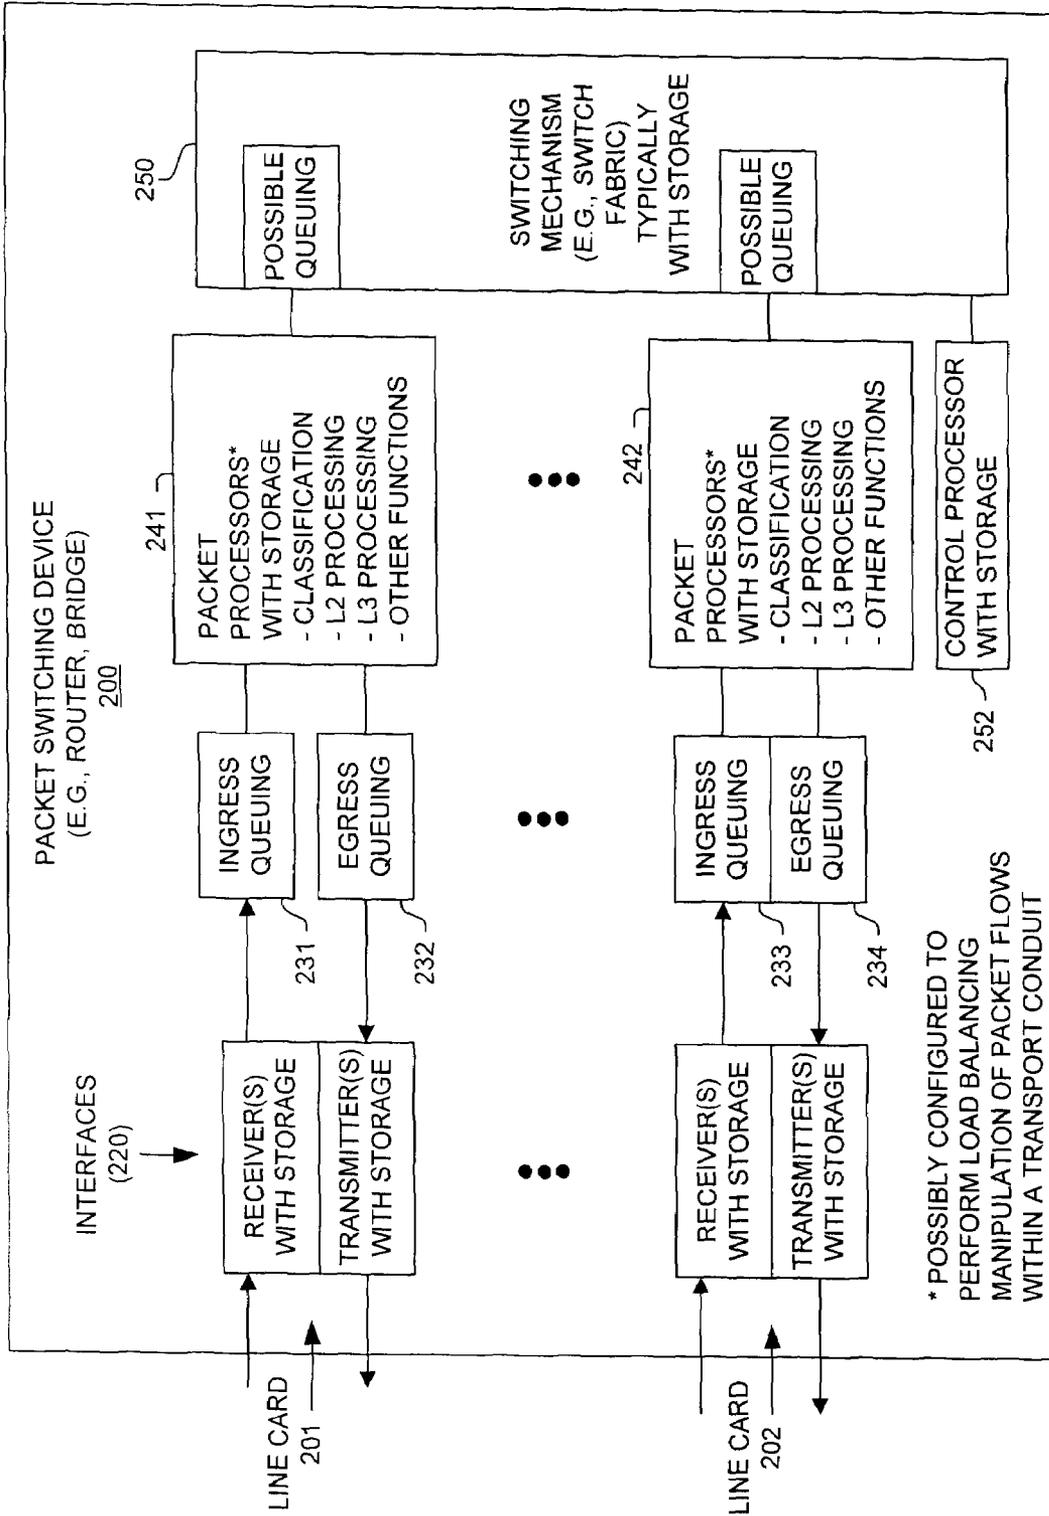 PACKET SWITCHING DEVICE
(E.G., ROUTER, BRIDGE)
200
INTERFACES
(220)
LINE CARD
201
RECEIVER(S)
WITH STORAGE
TRANSMITTER(S)
WITH STORAGE
231
INGRESS
QUEUING
232
EGRESS
QUEUING
241
PACKET
PROCESSORS*
WITH STORAGE
- CLASSIFICATION
- L2 PROCESSING
- L3 PROCESSING
- OTHER FUNCTIONS
250
POSSIBLE
QUEUING
SWITCHING
MECHANISM
(E.G., SWITCH
FABRIC)
TYPICALLY
WITH STORAGE
POSSIBLE
QUEUING
LINE CARD
202
RECEIVER(S)
WITH STORAGE
TRANSMITTER(S)
WITH STORAGE
233
INGRESS
QUEUING
234
EGRESS
QUEUING
242
PACKET
PROCESSORS*
WITH STORAGE
- CLASSIFICATION
- L2 PROCESSING
- L3 PROCESSING
- OTHER FUNCTIONS
252
CONTROL PROCESSOR
WITH STORAGE
* POSSIBLY CONFIGURED TO
PERFORM LOAD BALANCING
MANIPULATION OF PACKET FLOWS
WITHIN A TRANSPORT CONDUIT